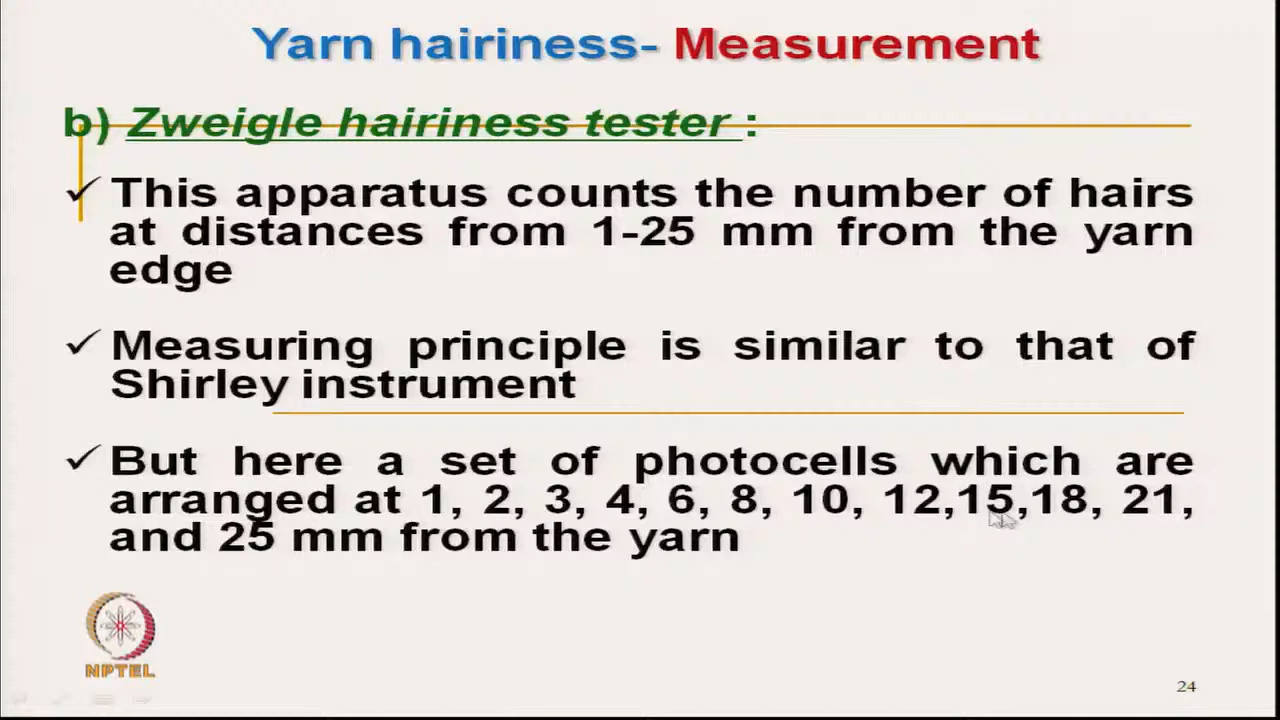 Yarn hairiness- Measurement
b) Zweigle hairiness tester :
✓ This apparatus counts the number of hairs
at distances from 1-25 mm from the yarn
edge
✓ Measuring principle is similar to that of
Shirley instrument
✓ But here a set of photocells which are
arranged at 1, 2, 3, 4, 6, 8, 10, 12,15,18, 21,
and 25 mm from the yarn
NPTEL
24